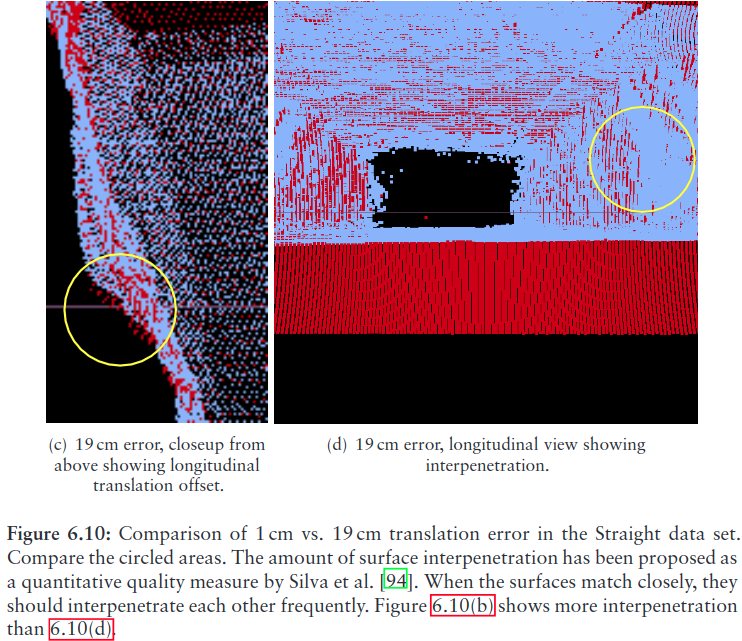 (c) 19 cm error, closeup from
above showing longitudinal
translation offset.
(d) 19 cm error, longitudinal view showing
interpenetration.
Figure 6.10: Comparison of 1 cm vs. 19 cm translation error in the Straight data set.
Compare the circled areas. The amount of surface interpenetration has been proposed as
a quantitative quality measure by Silva et al. [94]. When the surfaces match closely, they
should interpenetrate each other frequently. Figure 6.10(b) shows more interpenetration
than 6.10(d).